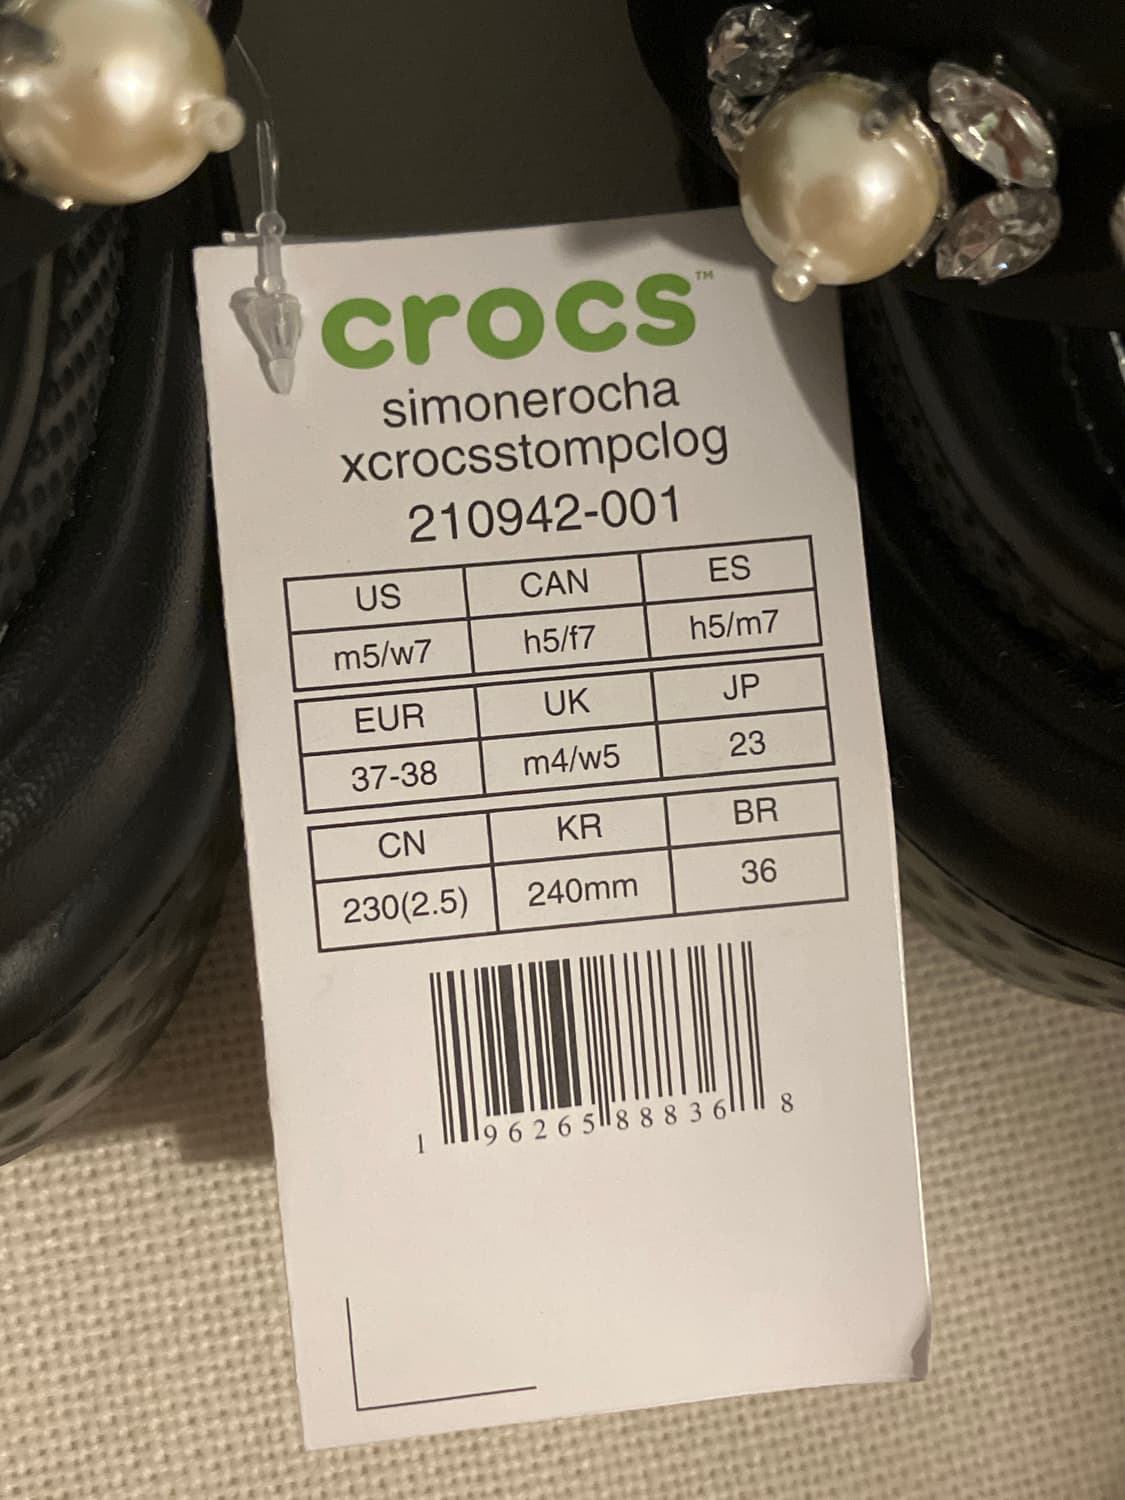 crocs™
simonerocha
xcrocsstompclog
210942-001
US CAN ES
m5/w7 h5/f7 h5/m7
EUR UK JP
37-38 m4/w5 23
CN KR BR
230(2.5) 240mm 36
1 96265 88836 8